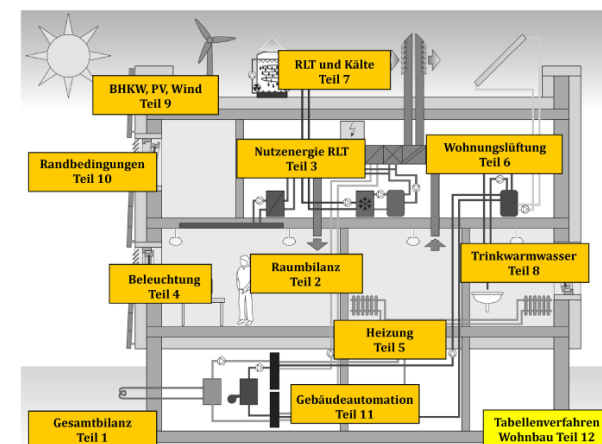 RLT und Kälte
Teil 7
BHKW, PV, Wind
Teil 9
Nutzenergie RLT
Teil 3
Wohnungslüftung
Teil 6
Randbedingungen
Teil 10
Raumbilanz
Teil 2
Trinkwarmwasser
Teil 8
Beleuchtung
Teil 4
Heizung
Teil 5
Gebäudeautomation
Teil 11
Gesamtbilanz
Teil 1
Tabellenverfahren
Wohnbau Teil 12